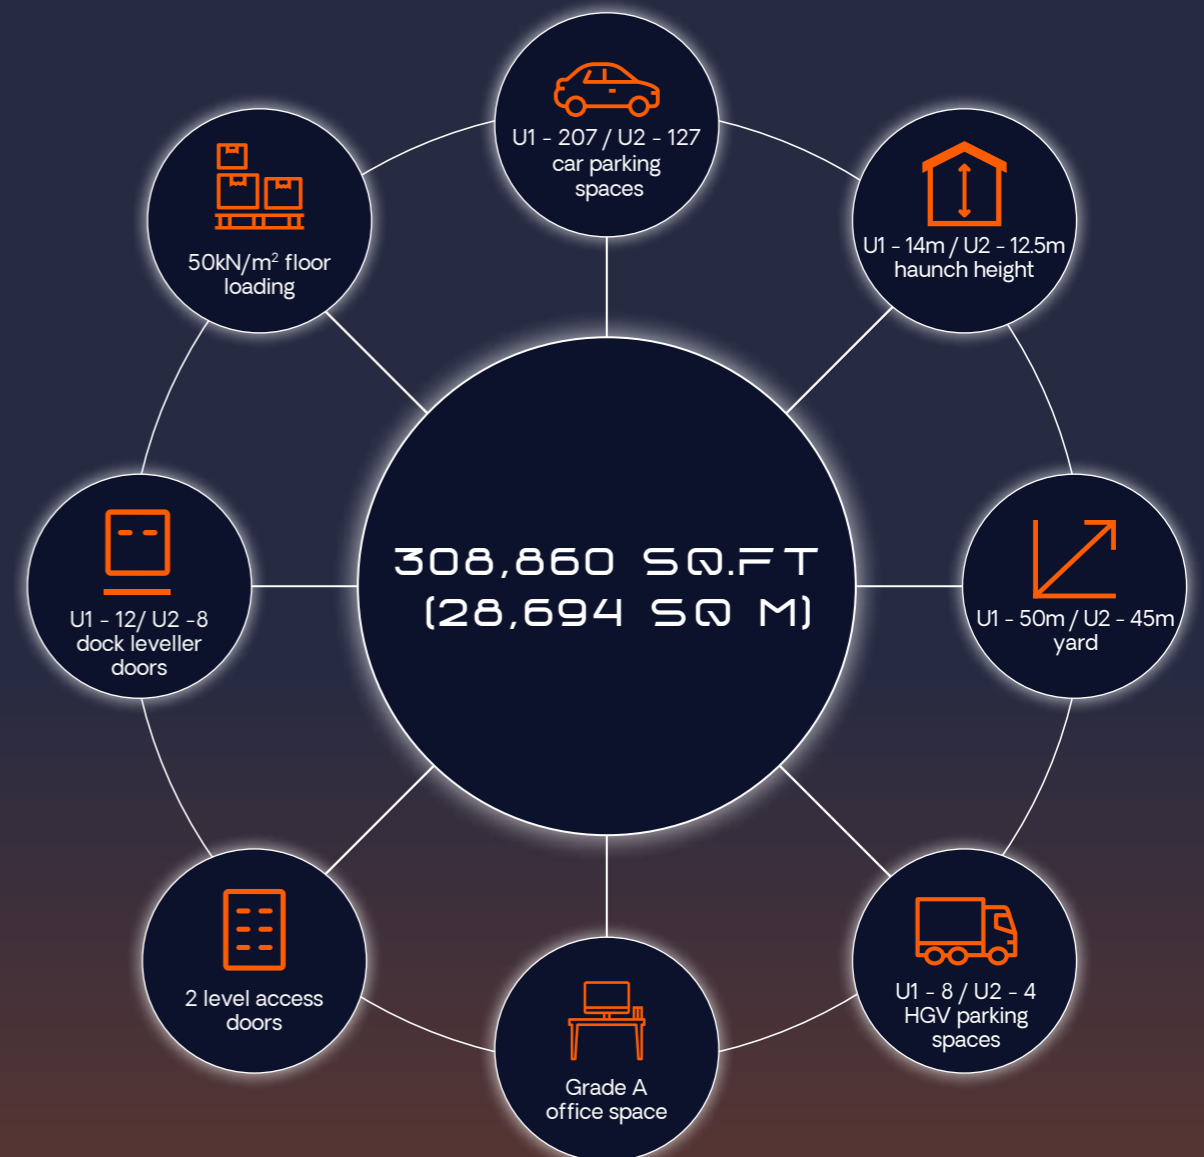 U1 - 207 / U2 - 127
car parking
spaces
U1 - 14m / U2 - 12.5m
haunch height
50kN/m² floor
loading
308,860 SQ.FT
(28,694 SQ M)
U1 - 50m / U2 - 45m
yard
U1 - 12/ U2 -8
dock leveller
doors
U1 - 8 / U2 - 4
HGV parking
spaces
2 level access
doors
Grade A
office space